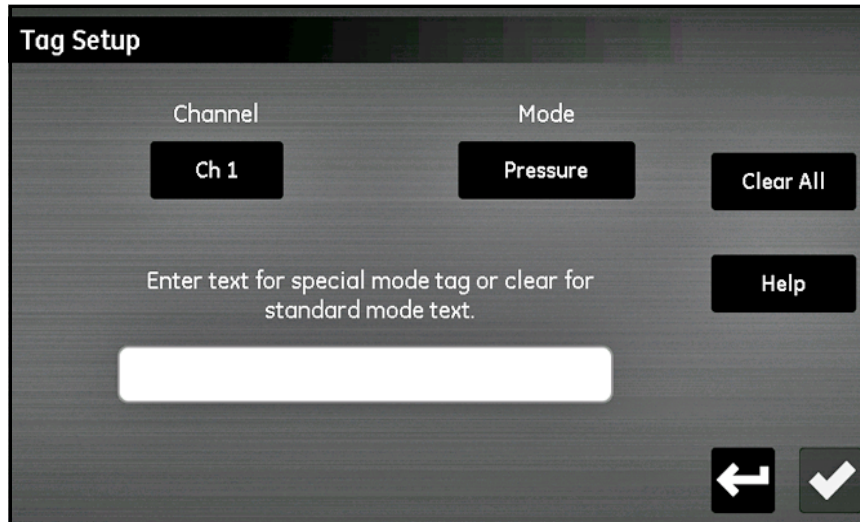 Tag Setup
Channel
Mode
Ch 1
Pressure
Clear All
Enter text for special mode tag or clear for
standard mode text.
Help